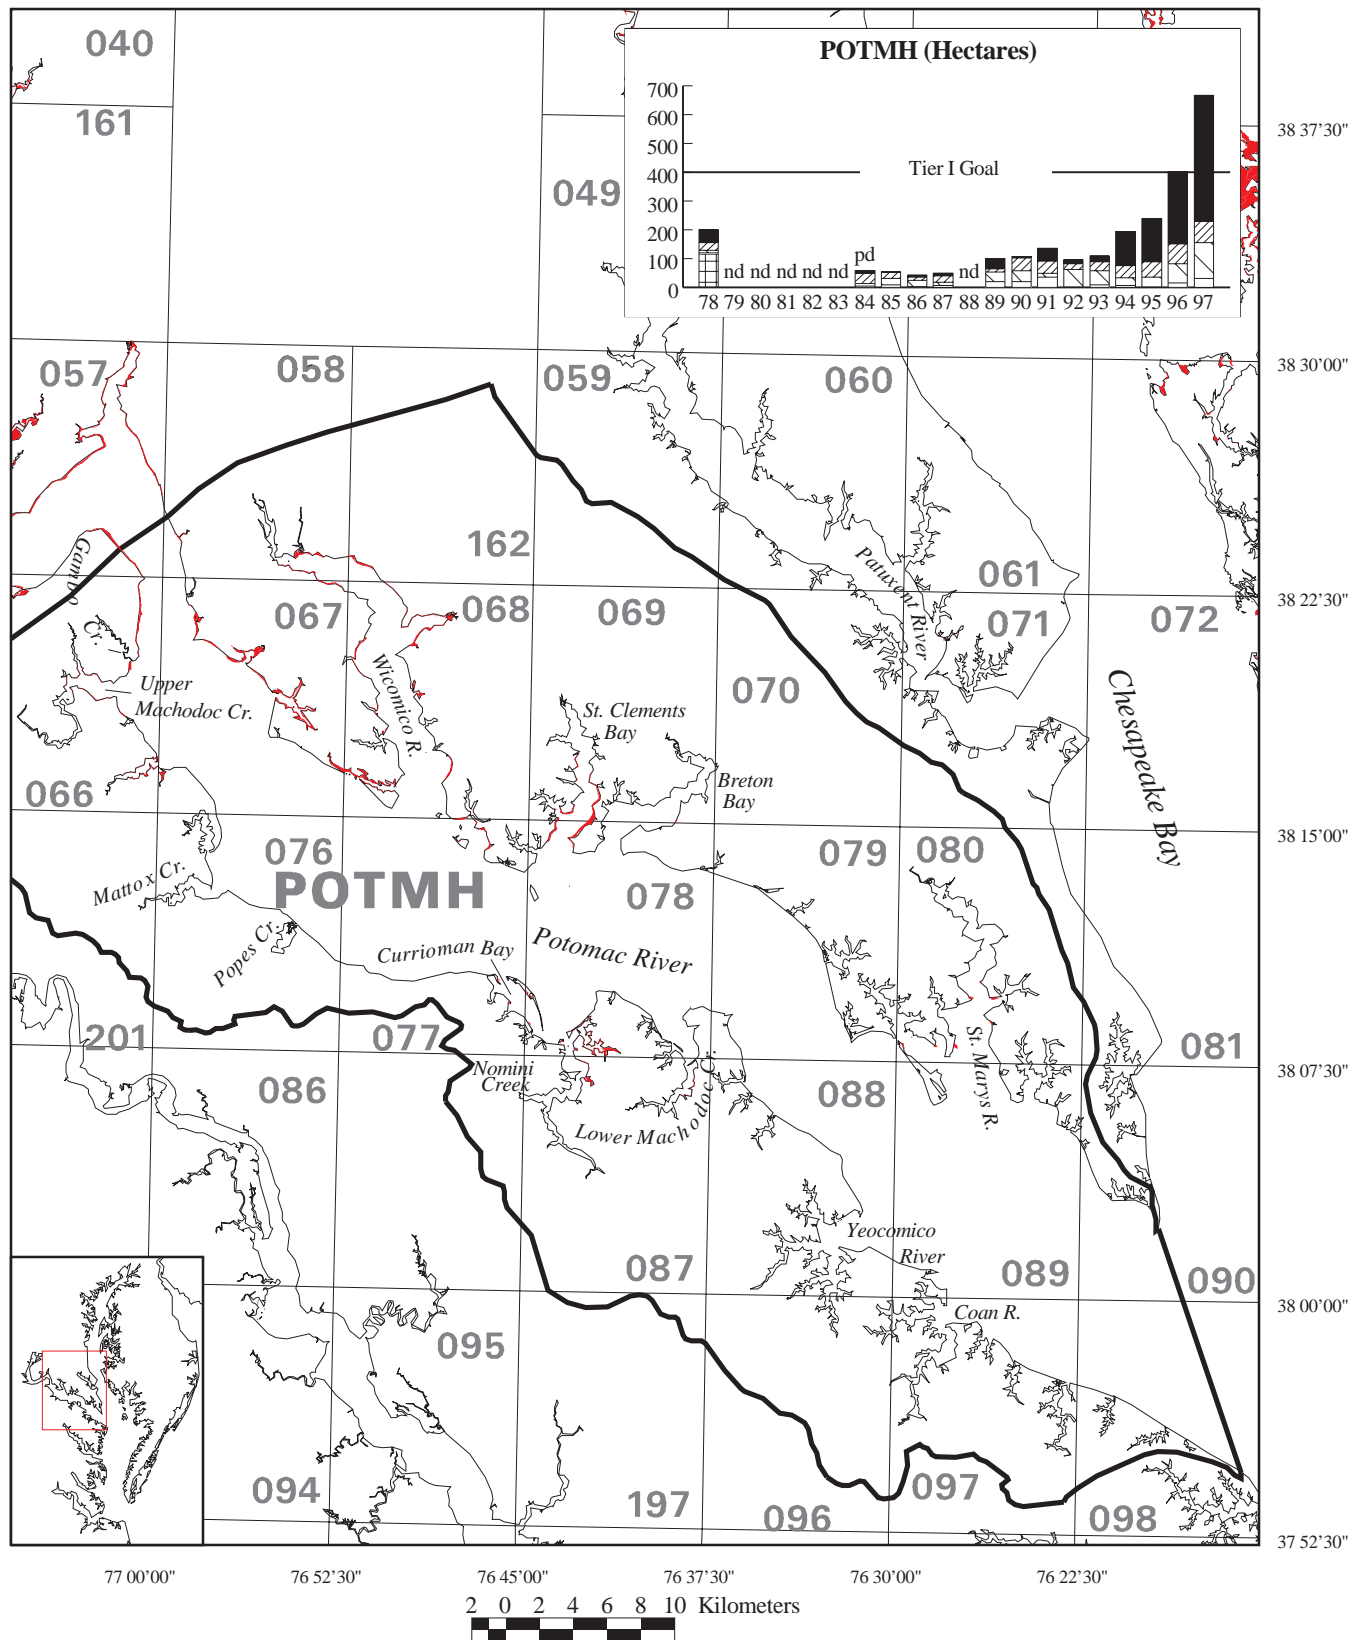 040
161
049
POTMH (Hectares)
700
600
500
400
300
200
100
0
Tier I Goal
nd nd nd nd nd
pd
nd
78 79 80 81 82 83 84 85 86 87 88 89 90 91 92 93 94 95 96 97
38 37'30"
38 30'00"
38 22'30"
38 15'00"
38 07'30"
38 00'00"
37 52'30"
057
058
059
060
162
061
Gambo
Cr.
067
068
069
071
072
Patuxent River
Upper
Machodoc Cr.
Wicomico R.
070
St. Clements
Bay
Chesapeake Bay
Breton
Bay
066
076
POTMH
079
080
078
Mattox Cr.
Popes Cr.
Currioman Bay
Potomac River
201
077
081
Nomini
Creek
086
088
St. Marys R.
Lower Machodoc Cr.
Yeocomico
River
087
089
090
Coan R.
095
094
197
096
097
098
77 00'00"
76 52'30"
76 45'00"
76 37'30"
76 30'00"
76 22'30"
2 0 2 4 6 8 10 Kilometers